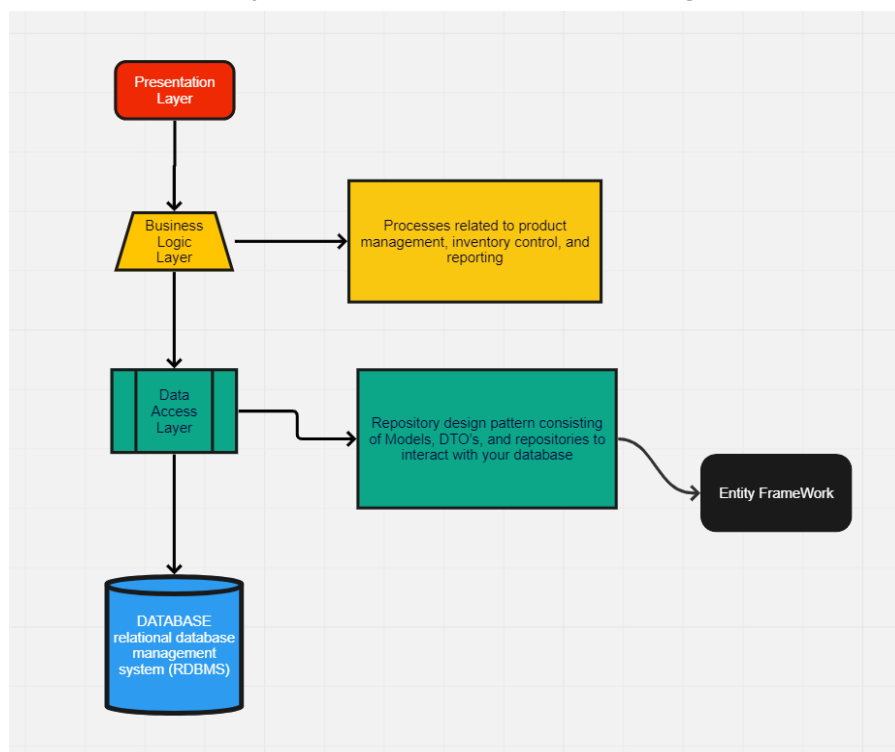 Presentation
Layer
Business
Logic
Layer
Processes related to product
management, inventory control, and
reporting
Data
Access
Layer
Repository design pattern consisting
of Models, DTO's, and repositories to
interact with your database
Entity FrameWork
DATABASE
relational database
management
system (RDBMS)